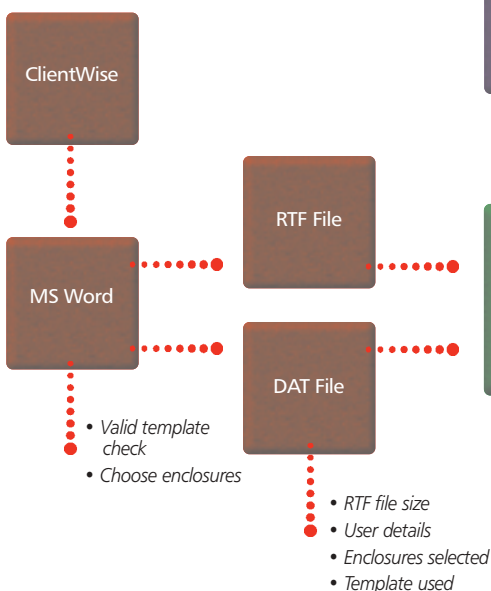 ClientWise
RTF File
MS Word
DAT File
• Valid template
check
• Choose enclosures
• RTF file size
• User details
• Enclosures selected
• Template used